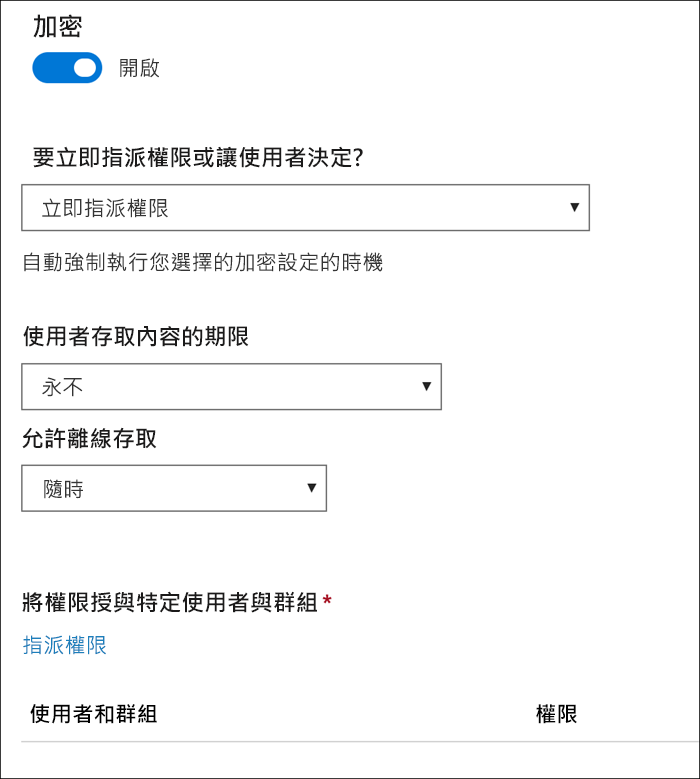 加密
開啟
要立即指派權限或讓使用者決定?
立即指派權限
自動強制執行您選擇的加密設定的時機
使用者存取內容的期限
永不
允許離線存取
隨時
將權限授與特定使用者與群組*
指派權限
使用者和群組 權限